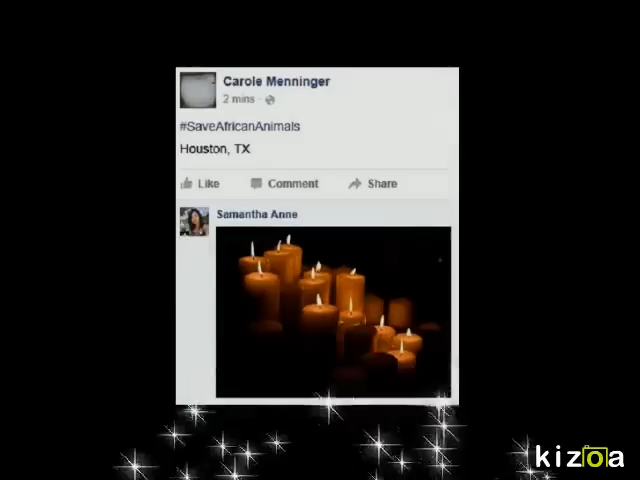 Carole Menninger
2 mins ·
#SaveAfricanAnimals
Houston, TX
Like Comment Share
Samantha Anne
kizoa